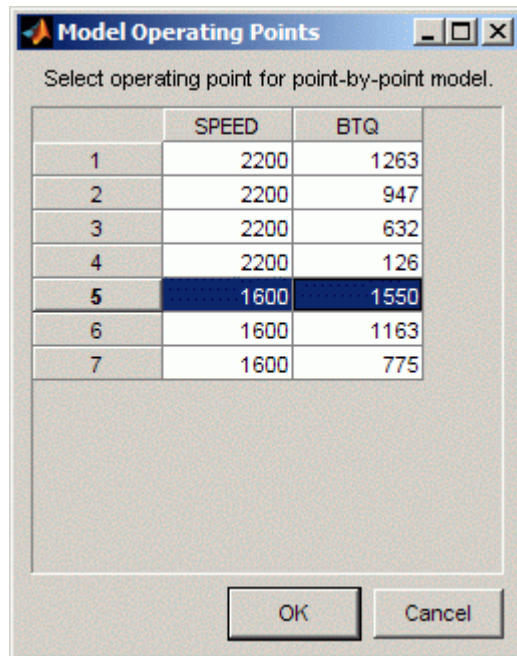 Model Operating Points
Select operating point for point-by-point model.
SPEED BTQ
1 2200 1263
2 2200 947
3 2200 632
4 2200 126
5 1600 1550
6 1600 1163
7 1600 775
OK Cancel